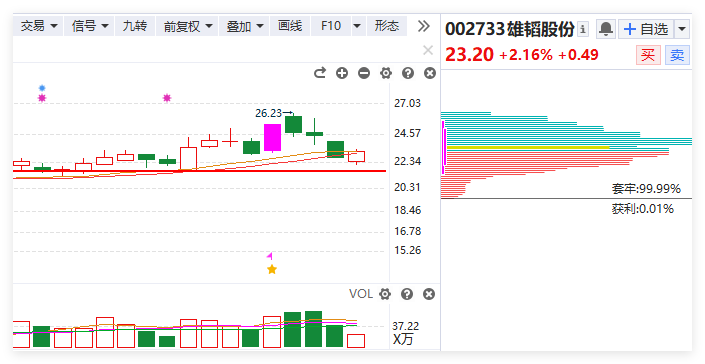 交易 信号 九转 前复权 叠加 画线 F10 形态
002733雄韬股份 自选
23.20 +2.16% +0.49 买 卖
27.03
26.23
24.57
22.34
20.31
18.46
16.78
15.26
套牢:99.99%
获利:0.01%
VOL
37.22
X万